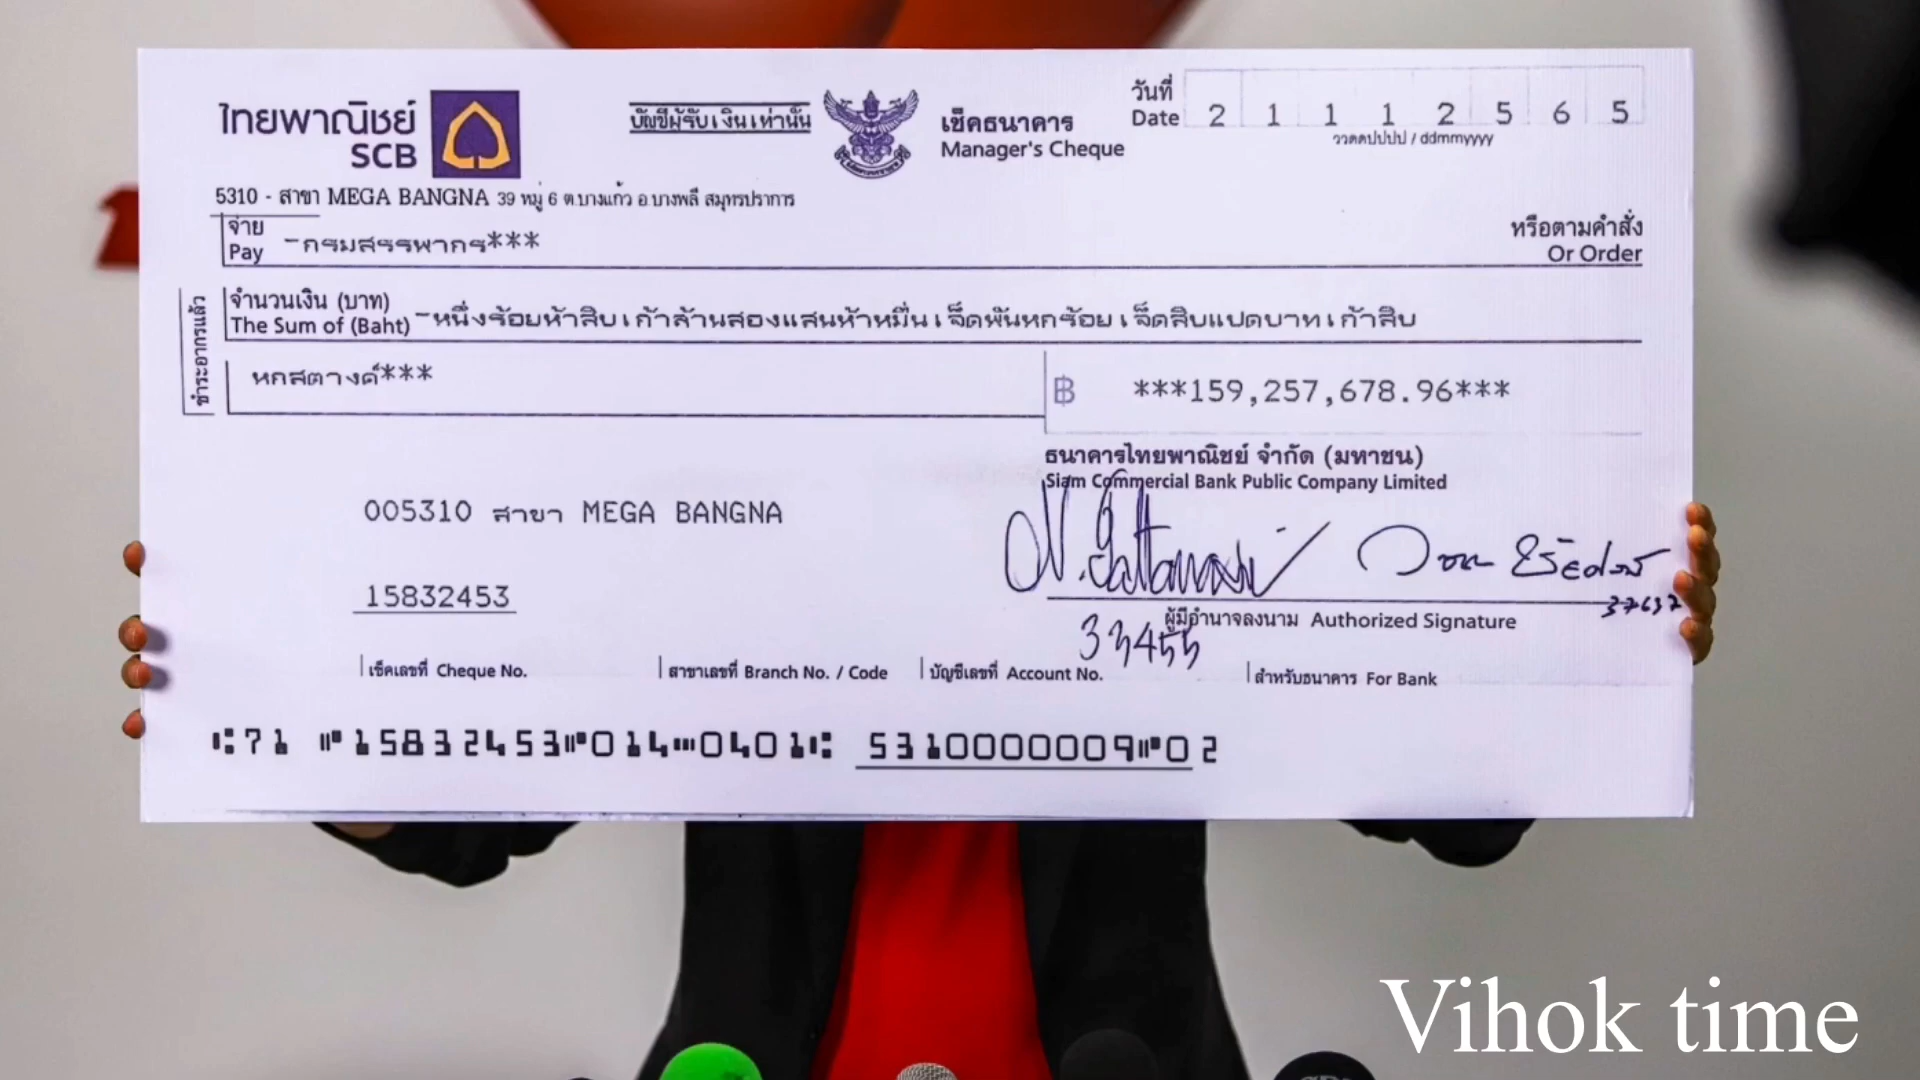 ไทยพาณิชย์
SCB
บัญชีผู้รับเงินเท่านั้น
เช็คธนาคาร
Manager's Cheque
วันที่
Date 2 1 1 1 2 5 6 5
ววดดปปปป / ddmmyyyy
5310 - สาขา MEGA BANGNA 39 หมู่ 6 ต.บางแก้ว อ.บางพลี สมุทรปราการ
จ่าย
Pay -กรมสรรพากร***
หรือตามคำสั่ง
Or Order
ชำระอากรแล้ว
จำนวนเงิน (บาท)
The Sum of (Baht) -หนึ่งร้อยห้าสิบเก้าล้านสองแสนห้าหมื่นเจ็ดพันหกร้อยเจ็ดสิบแปดบาทเก้าสิบ
หกสตางค์***
฿ ***159,257,678.96***
ธนาคารไทยพาณิชย์ จำกัด (มหาชน)
Siam Commercial Bank Public Company Limited
005310 สาขา MEGA BANGNA
15832453
37637
ผู้มีอำนาจลงนาม Authorized Signature
33455
เช็คเลขที่ Cheque No.
สาขาเลขที่ Branch No. / Code
บัญชีเลขที่ Account No.
สำหรับธนาคาร For Bank
⑆71 ⑈15832453⑈014⑉0401⑆ 5310000009⑈02
Vihok time